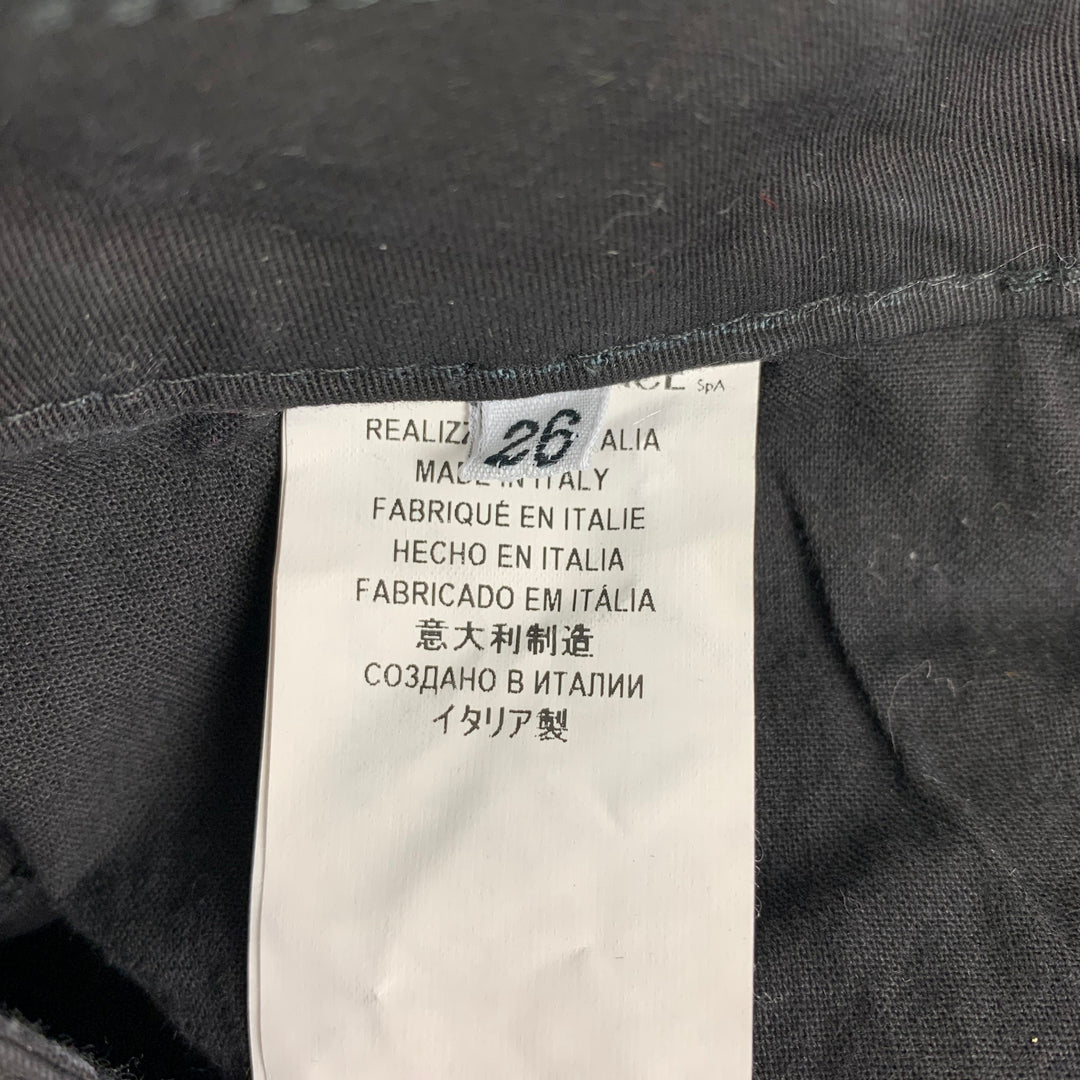 SpA
26
ALIA
MADE IN ITALY
FABRIQUÉ EN ITALIE
HECHO EN ITALIA
FABRICADO EM ITÁLIA
意大利制造
СОЗДАНО В ИТАЛИИ
イタリア製